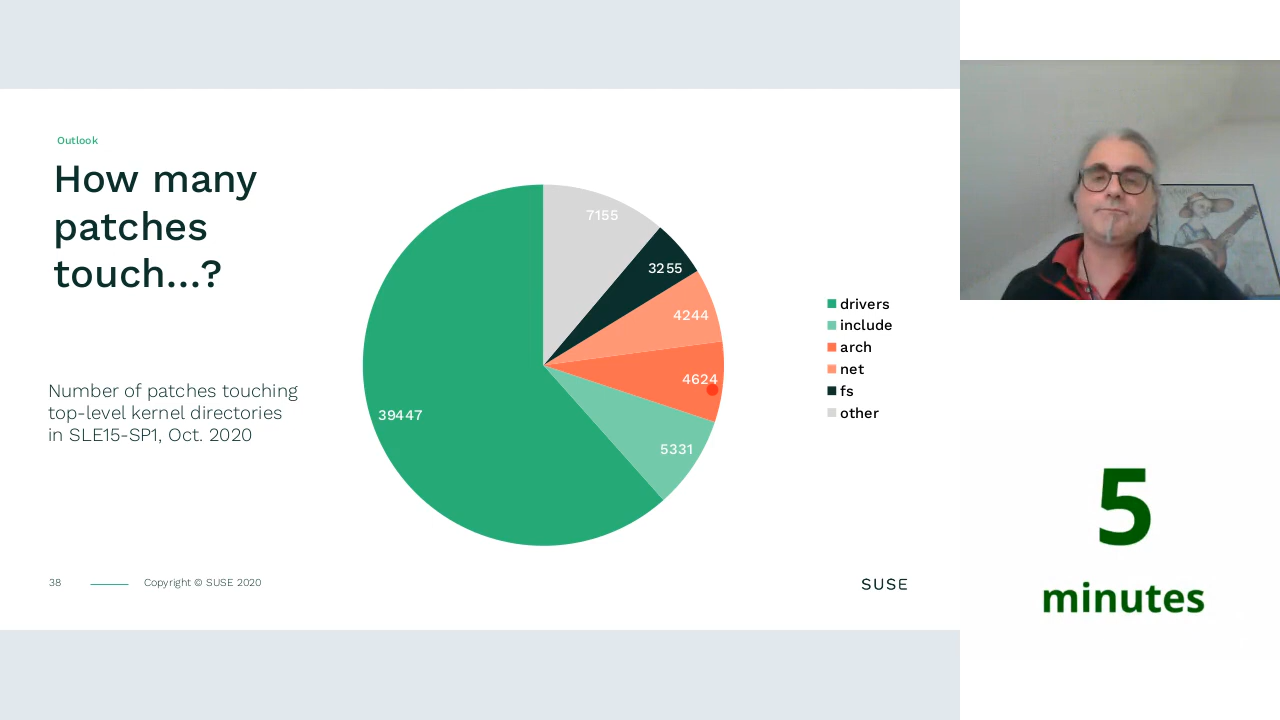 Outlook
How many
patches
touch...?
Number of patches touching
top-level kernel directories
in SLE15-SP1, Oct. 2020
7155
3255
4244
4624
5331
39447
drivers
include
arch
net
fs
other
38
Copyright © SUSE 2020
SUSE
5
minutes